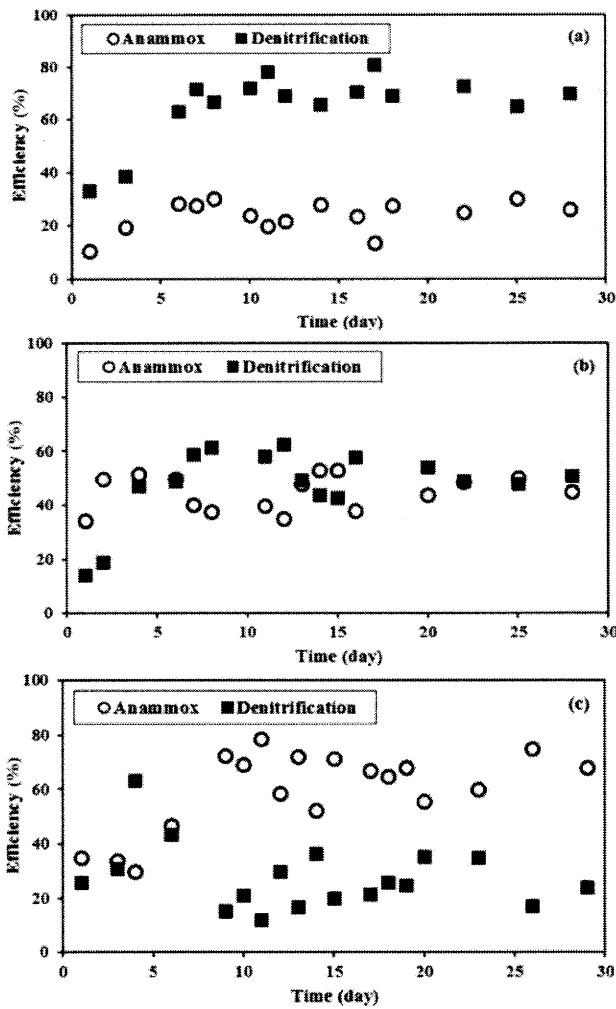 Anammox Denitrification (a)
100
80
60
40
20
0
Efficiency (%)
0 5 10 15 20 25 30
Time (day)
Anammox Denitrification (b)
100
80
60
40
20
0
Efficiency (%)
0 5 10 15 20 25 30
Time (day)
Anammox Denitrification (c)
100
80
60
40
20
0
Efficiency (%)
0 5 10 15 20 25 30
Time (day)